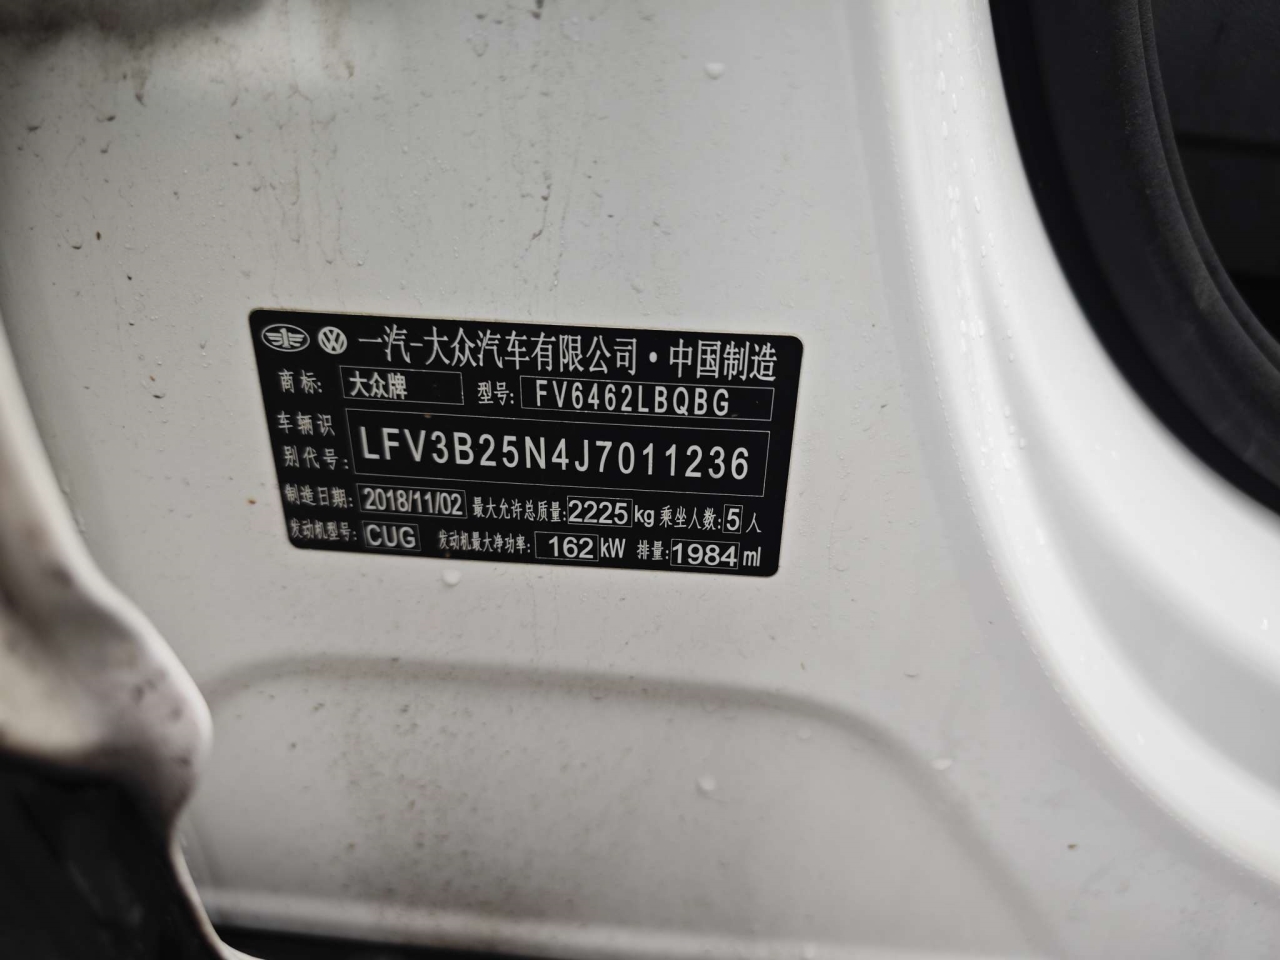 一汽-大众汽车有限公司·中国制造
商标: 大众牌 型号: FV6462LBQBG
车辆识别代号: LFV3B25N4J7011236
制造日期: 2018/11/02 最大允许总质量: 2225 kg 乘坐人数: 5 人
发动机型号: CUG 发动机最大净功率: 162 kW 排量: 1984 ml